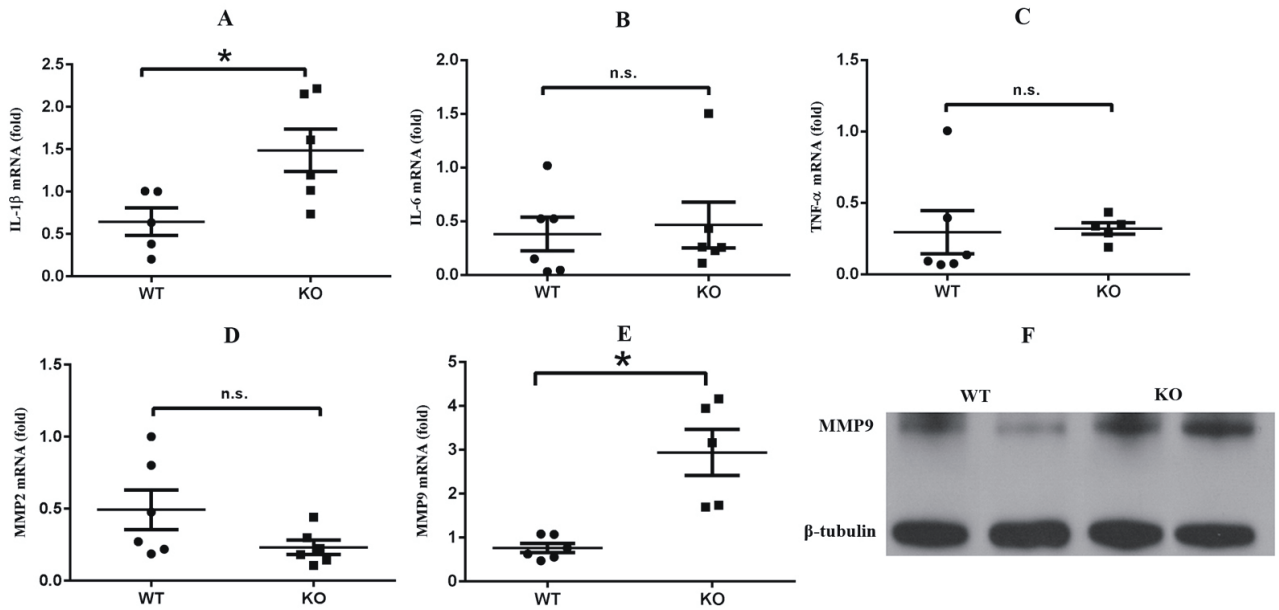 A
IL-1β mRNA (fold)
2.5
2.0
1.5
1.0
0.5
0.0
*
WT
KO
B
IL-6 mRNA (fold)
2.0
1.5
1.0
0.5
0.0
n.s.
WT
KO
C
TNF-α mRNA (fold)
1.5
1.0
0.5
0.0
n.s.
WT
KO
D
MMP2 mRNA (fold)
1.5
1.0
0.5
0.0
n.s.
WT
KO
E
MMP9 mRNA (fold)
5
4
3
2
1
0
*
WT
KO
F
WT
KO
MMP9
β-tubulin